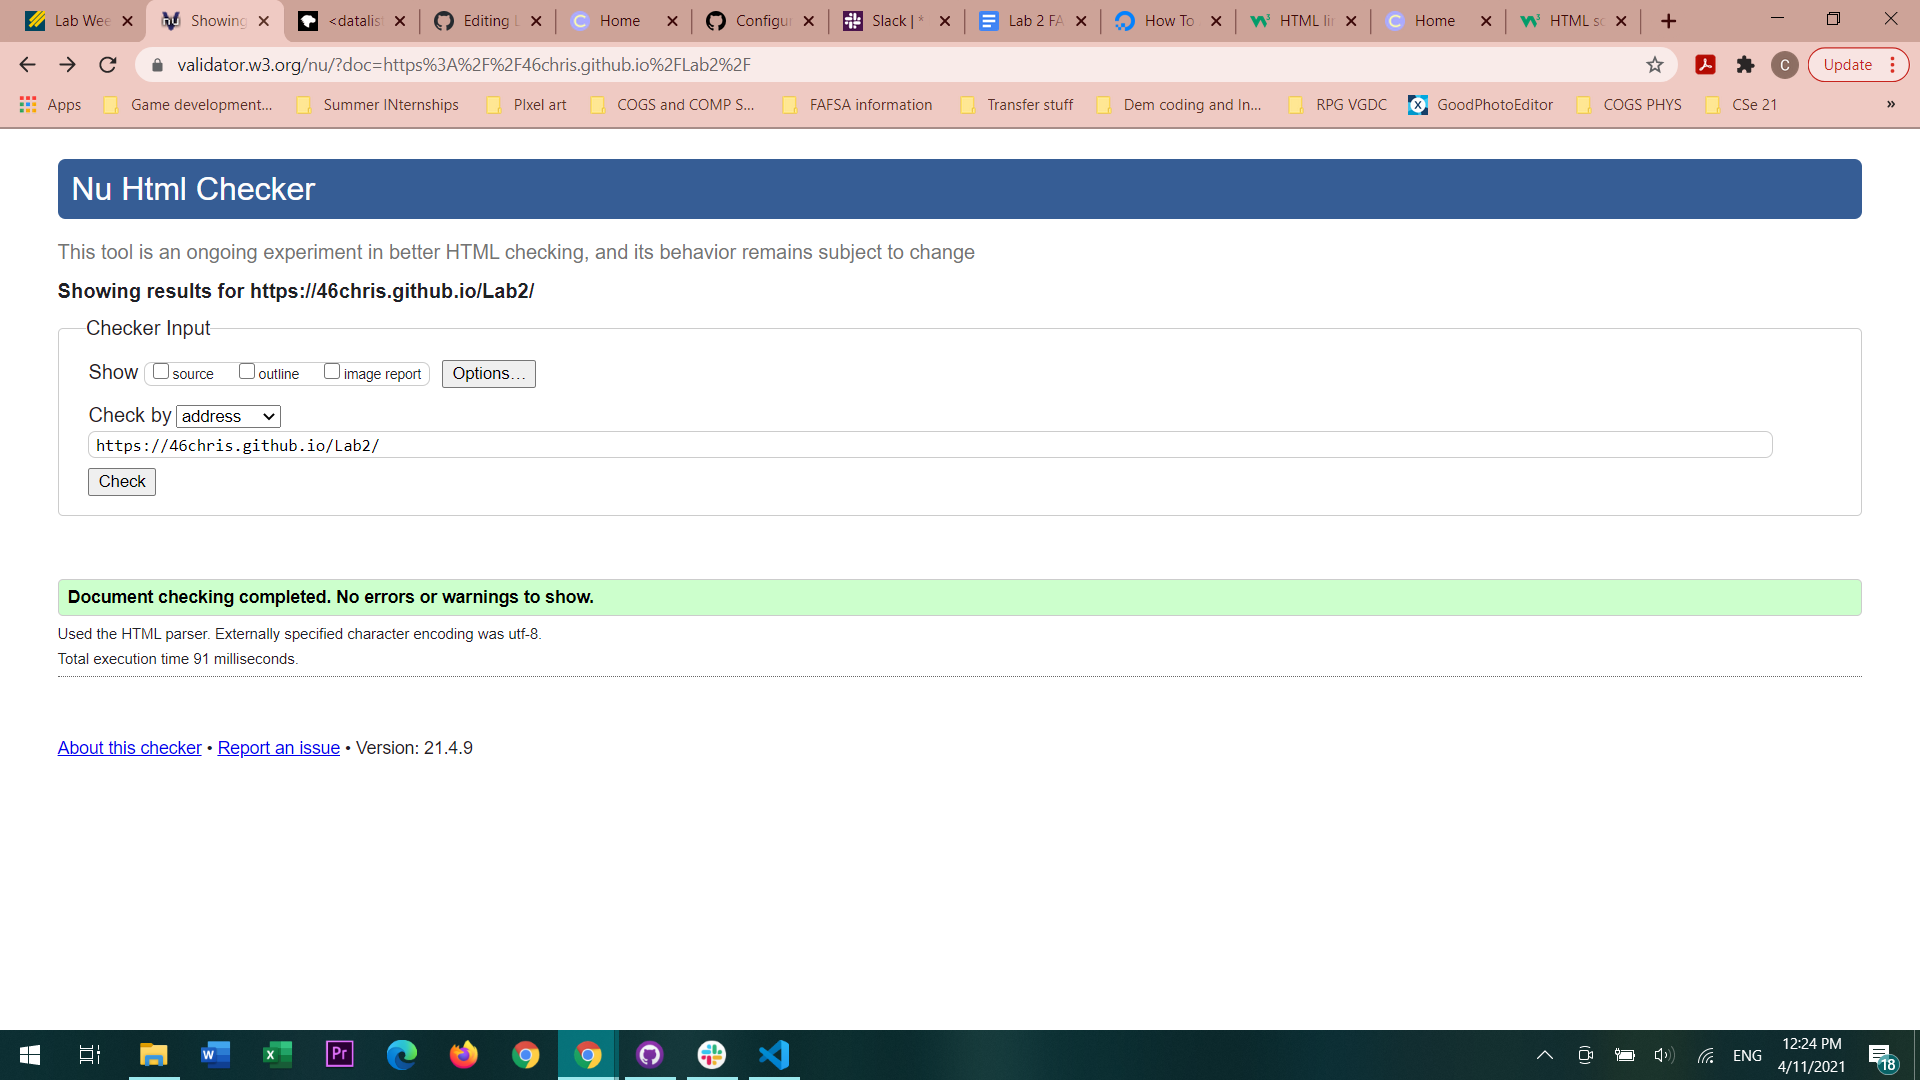 Lab Wee
Showing
<datalis
Editing L
Home
Configur
Slack | *
Lab 2 FA
How To
HTML lin
Home
HTML sc
validator.w3.org/nu/?doc=https%3A%2F%2F46chris.github.io%2FLab2%2F
C
Update
Apps
Game development...
Summer INternships
PIxel art
COGS and COMP S...
FAFSA information
Transfer stuff
Dem coding and In...
RPG VGDC
GoodPhotoEditor
COGS PHYS
CSe 21
»
Nu Html Checker
This tool is an ongoing experiment in better HTML checking, and its behavior remains subject to change
Showing results for https://46chris.github.io/Lab2/
Checker Input
Show source outline image report Options…
Check by address
https://46chris.github.io/Lab2/
Check
Document checking completed. No errors or warnings to show.
Used the HTML parser. Externally specified character encoding was utf-8.
Total execution time 91 milliseconds.
About this checker • Report an issue • Version: 21.4.9
ENG
12:24 PM
4/11/2021
18